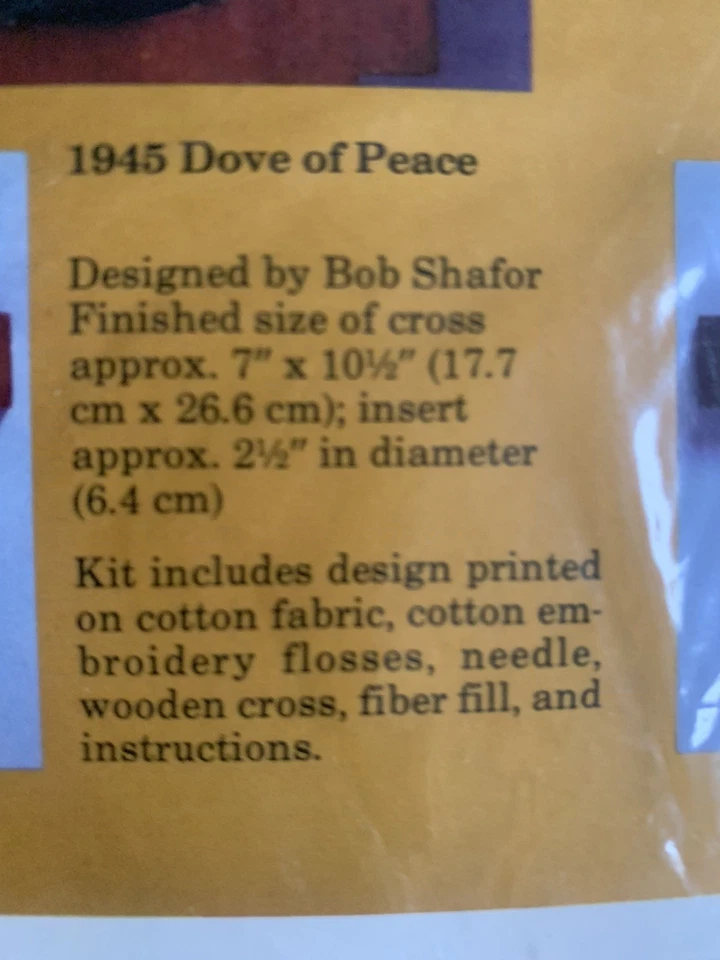 1945 Dove of Peace
Designed by Bob Shafor
Finished size of cross
approx. 7" x 10½" (17.7
cm x 26.6 cm); insert
approx. 2½" in diameter
(6.4 cm)
Kit includes design printed
on cotton fabric, cotton em-
broidery flosses, needle,
wooden cross, fiber fill, and
instructions.